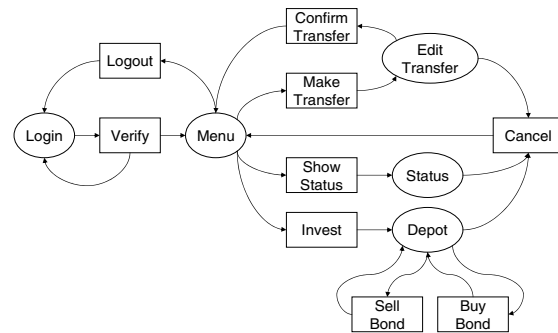 Confirm
Transfer
Edit
Transfer
Logout
Make
Transfer
Login
Verify
Menu
Cancel
Show
Status
Status
Invest
Depot
Sell
Bond
Buy
Bond